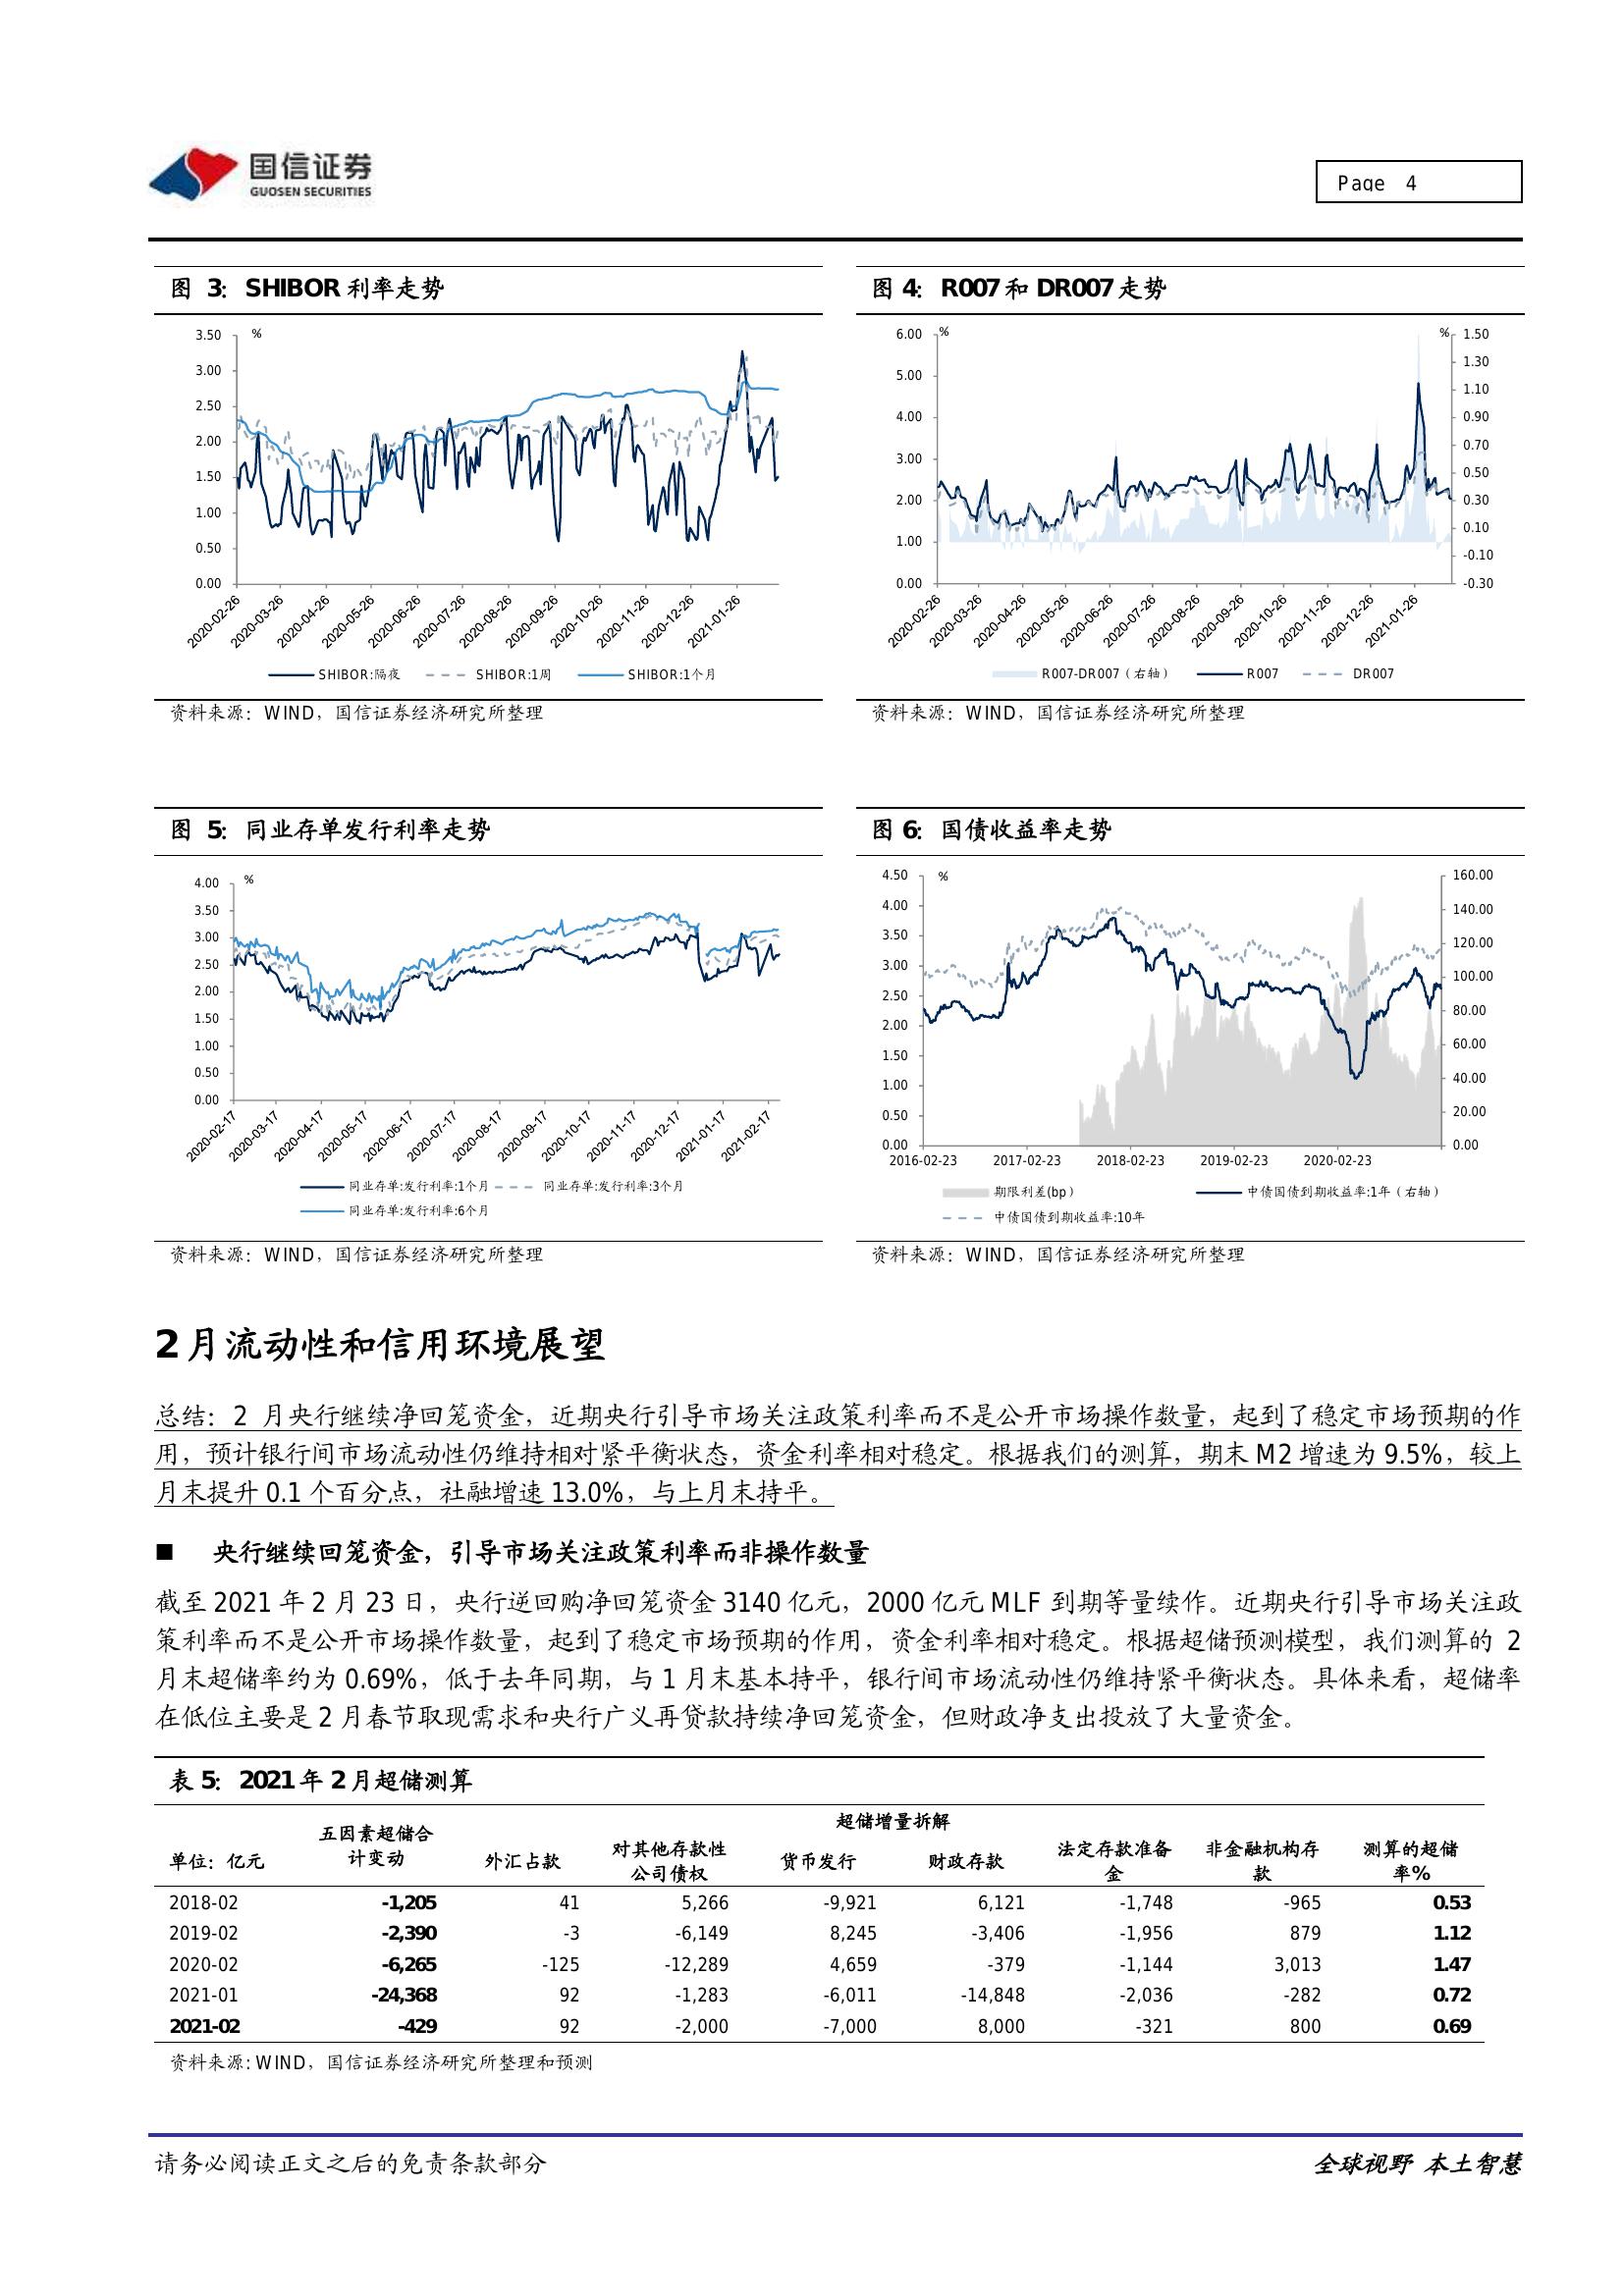 国信证券
GUOSEN SECURITIES
Page 4
图 3: SHIBOR 利率走势
3.50
%
3.00
2.50
2.00
1.50
1.00
0.50
0.00
2020-02-26
2020-03-26
2020-04-26
2020-05-26
2020-06-26
2020-07-26
2020-08-26
2020-09-26
2020-10-26
2020-11-26
2020-12-26
2021-01-26
SHIBOR:隔夜 SHIBOR:1周 SHIBOR:1个月
资料来源：WIND，国信证券经济研究所整理
图 4: R007 和 DR007 走势
6.00
%
5.00
4.00
3.00
2.00
1.00
0.00
%
1.50
1.30
1.10
0.90
0.70
0.50
0.30
0.10
-0.10
-0.30
2020-02-26
2020-03-26
2020-04-26
2020-05-26
2020-06-26
2020-07-26
2020-08-26
2020-09-26
2020-10-26
2020-11-26
2020-12-26
2021-01-26
R007-DR007（右轴） R007 DR007
资料来源：WIND，国信证券经济研究所整理
图 5: 同业存单发行利率走势
4.00
%
3.50
3.00
2.50
2.00
1.50
1.00
0.50
0.00
2020-02-17
2020-03-17
2020-04-17
2020-05-17
2020-06-17
2020-07-17
2020-08-17
2020-09-17
2020-10-17
2020-11-17
2020-12-17
2021-01-17
2021-02-17
同业存单:发行利率:1个月 同业存单:发行利率:3个月
同业存单:发行利率:6个月
资料来源：WIND，国信证券经济研究所整理
图 6: 国债收益率走势
4.50
%
4.00
3.50
3.00
2.50
2.00
1.50
1.00
0.50
0.00
160.00
140.00
120.00
100.00
80.00
60.00
40.00
20.00
0.00
2016-02-23 2017-02-23 2018-02-23 2019-02-23 2020-02-23
期限利差(bp） 中债国债到期收益率:1年（右轴）
中债国债到期收益率:10年
资料来源：WIND，国信证券经济研究所整理
2 月流动性和信用环境展望
总结：2 月央行继续净回笼资金，近期央行引导市场关注政策利率而不是公开市场操作数量，起到了稳定市场预期的作
用，预计银行间市场流动性仍维持相对紧平衡状态，资金利率相对稳定。根据我们的测算，期末 M2 增速为 9.5%，较上
月末提升 0.1 个百分点，社融增速 13.0%，与上月末持平。
■ 央行继续回笼资金，引导市场关注政策利率而非操作数量
截至 2021 年 2 月 23 日，央行逆回购净回笼资金 3140 亿元，2000 亿元 MLF 到期等量续作。近期央行引导市场关注政
策利率而不是公开市场操作数量，起到了稳定市场预期的作用，资金利率相对稳定。根据超储预测模型，我们测算的 2
月末超储率约为 0.69%，低于去年同期，与 1 月末基本持平，银行间市场流动性仍维持紧平衡状态。具体来看，超储率
在低位主要是 2 月春节取现需求和央行广义再贷款持续净回笼资金，但财政净支出投放了大量资金。
表 5: 2021 年 2 月超储测算
超储增量拆解
单位：亿元 五因素超储合计变动 外汇占款 对其他存款性公司债权 货币发行 财政存款 法定存款准备金 非金融机构存款 测算的超储率%
2018-02 -1,205 41 5,266 -9,921 6,121 -1,748 -965 0.53
2019-02 -2,390 -3 -6,149 8,245 -3,406 -1,956 879 1.12
2020-02 -6,265 -125 -12,289 4,659 -379 -1,144 3,013 1.47
2021-01 -24,368 92 -1,283 -6,011 -14,848 -2,036 -282 0.72
2021-02 -429 92 -2,000 -7,000 8,000 -321 800 0.69
资料来源: WIND，国信证券经济研究所整理和预测
请务必阅读正文之后的免责条款部分
全球视野 本土智慧